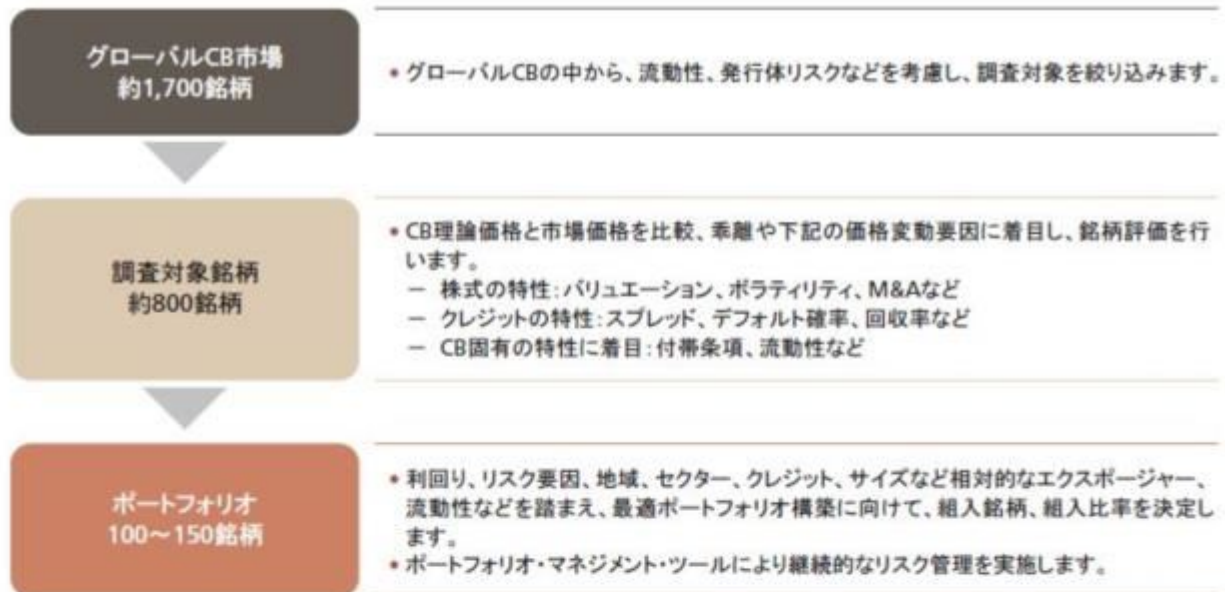 グローバルCB市場
約1,700銘柄
• グローバルCBの中から、流動性、発行体リスクなどを考慮し、調査対象を絞り込みます。
調査対象銘柄
約800銘柄
• CB理論価格と市場価格を比較、乖離や下記の価格変動要因に着目し、銘柄評価を行
います。
－ 株式の特性：バリュエーション、ボラティリティ、M&Aなど
－ クレジットの特性：スプレッド、デフォルト確率、回収率など
－ CB固有の特性に着目：付帯条項、流動性など
ポートフォリオ
100～150銘柄
• 利回り、リスク要因、地域、セクター、クレジット、サイズなど相対的なエクスポージャー、
流動性などを踏まえ、最適ポートフォリオ構築に向けて、組入銘柄、組入比率を決定し
ます。
• ポートフォリオ・マネジメント・ツールにより継続的なリスク管理を実施します。